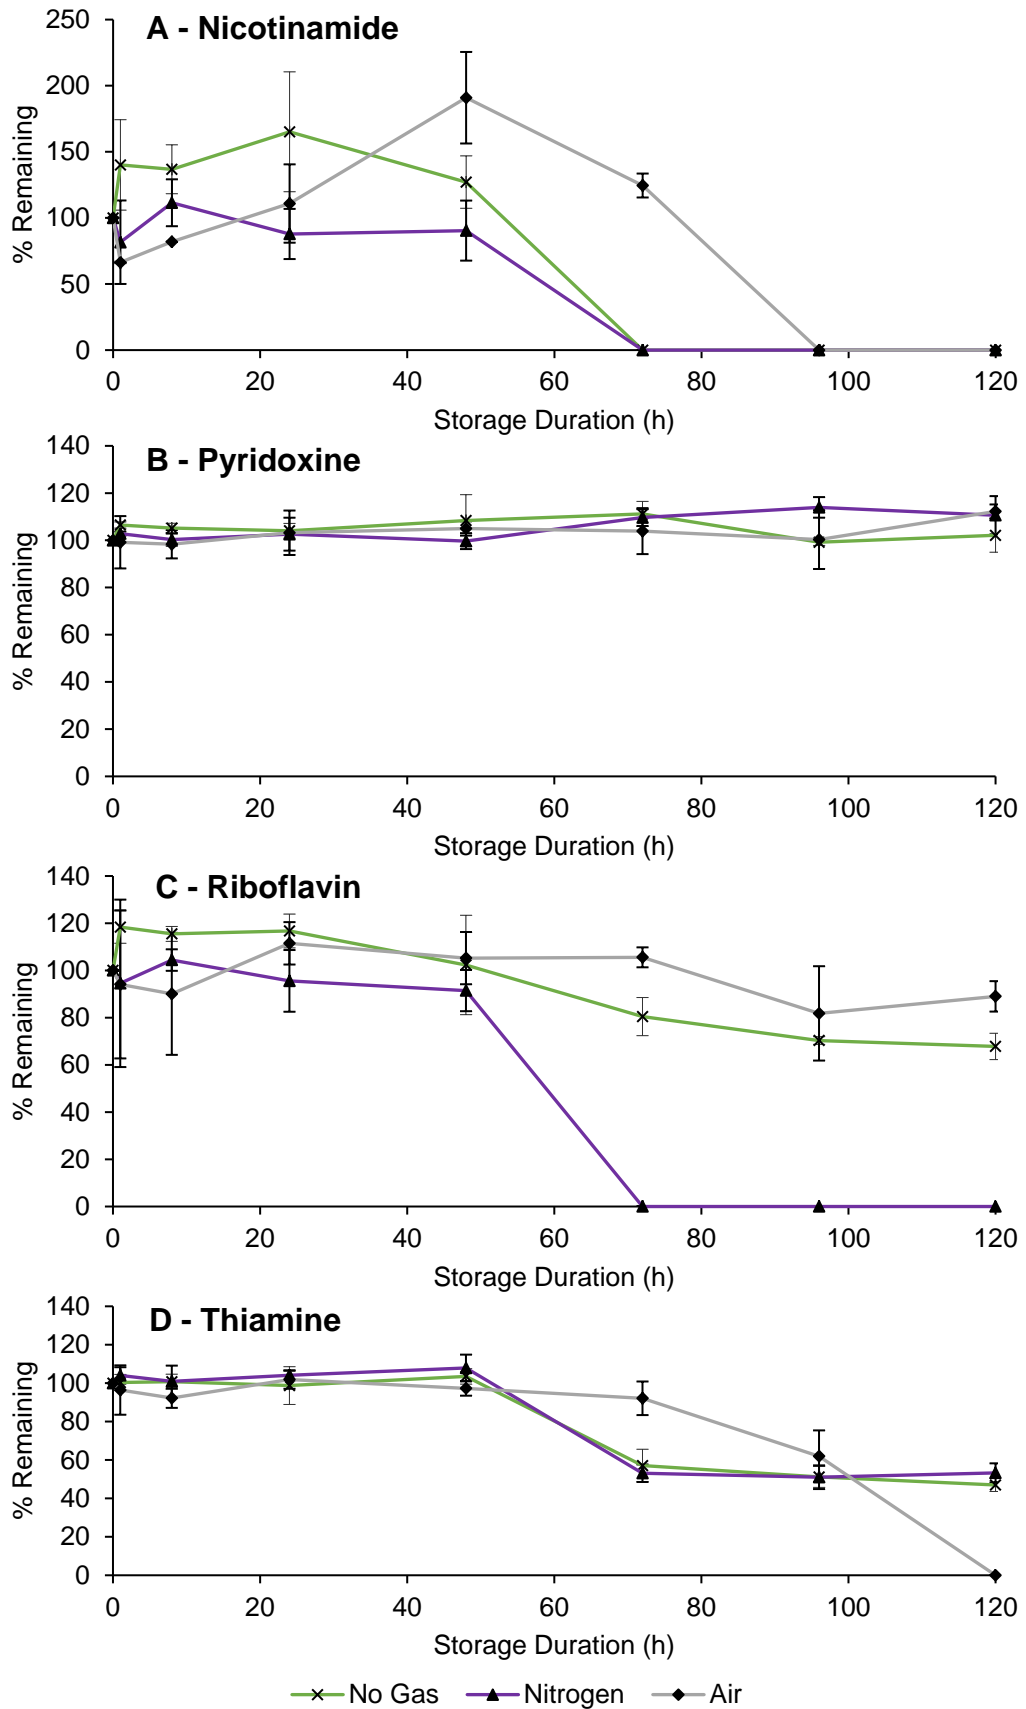 A - Nicotinamide
% Remaining
250
200
150
100
50
0
0 20 40 60 80 100 120
Storage Duration (h)
B - Pyridoxine
% Remaining
140
120
100
80
60
40
20
0
0 20 40 60 80 100 120
Storage Duration (h)
C - Riboflavin
% Remaining
140
120
100
80
60
40
20
0
0 20 40 60 80 100 120
Storage Duration (h)
D - Thiamine
% Remaining
140
120
100
80
60
40
20
0
0 20 40 60 80 100 120
Storage Duration (h)
No Gas Nitrogen Air